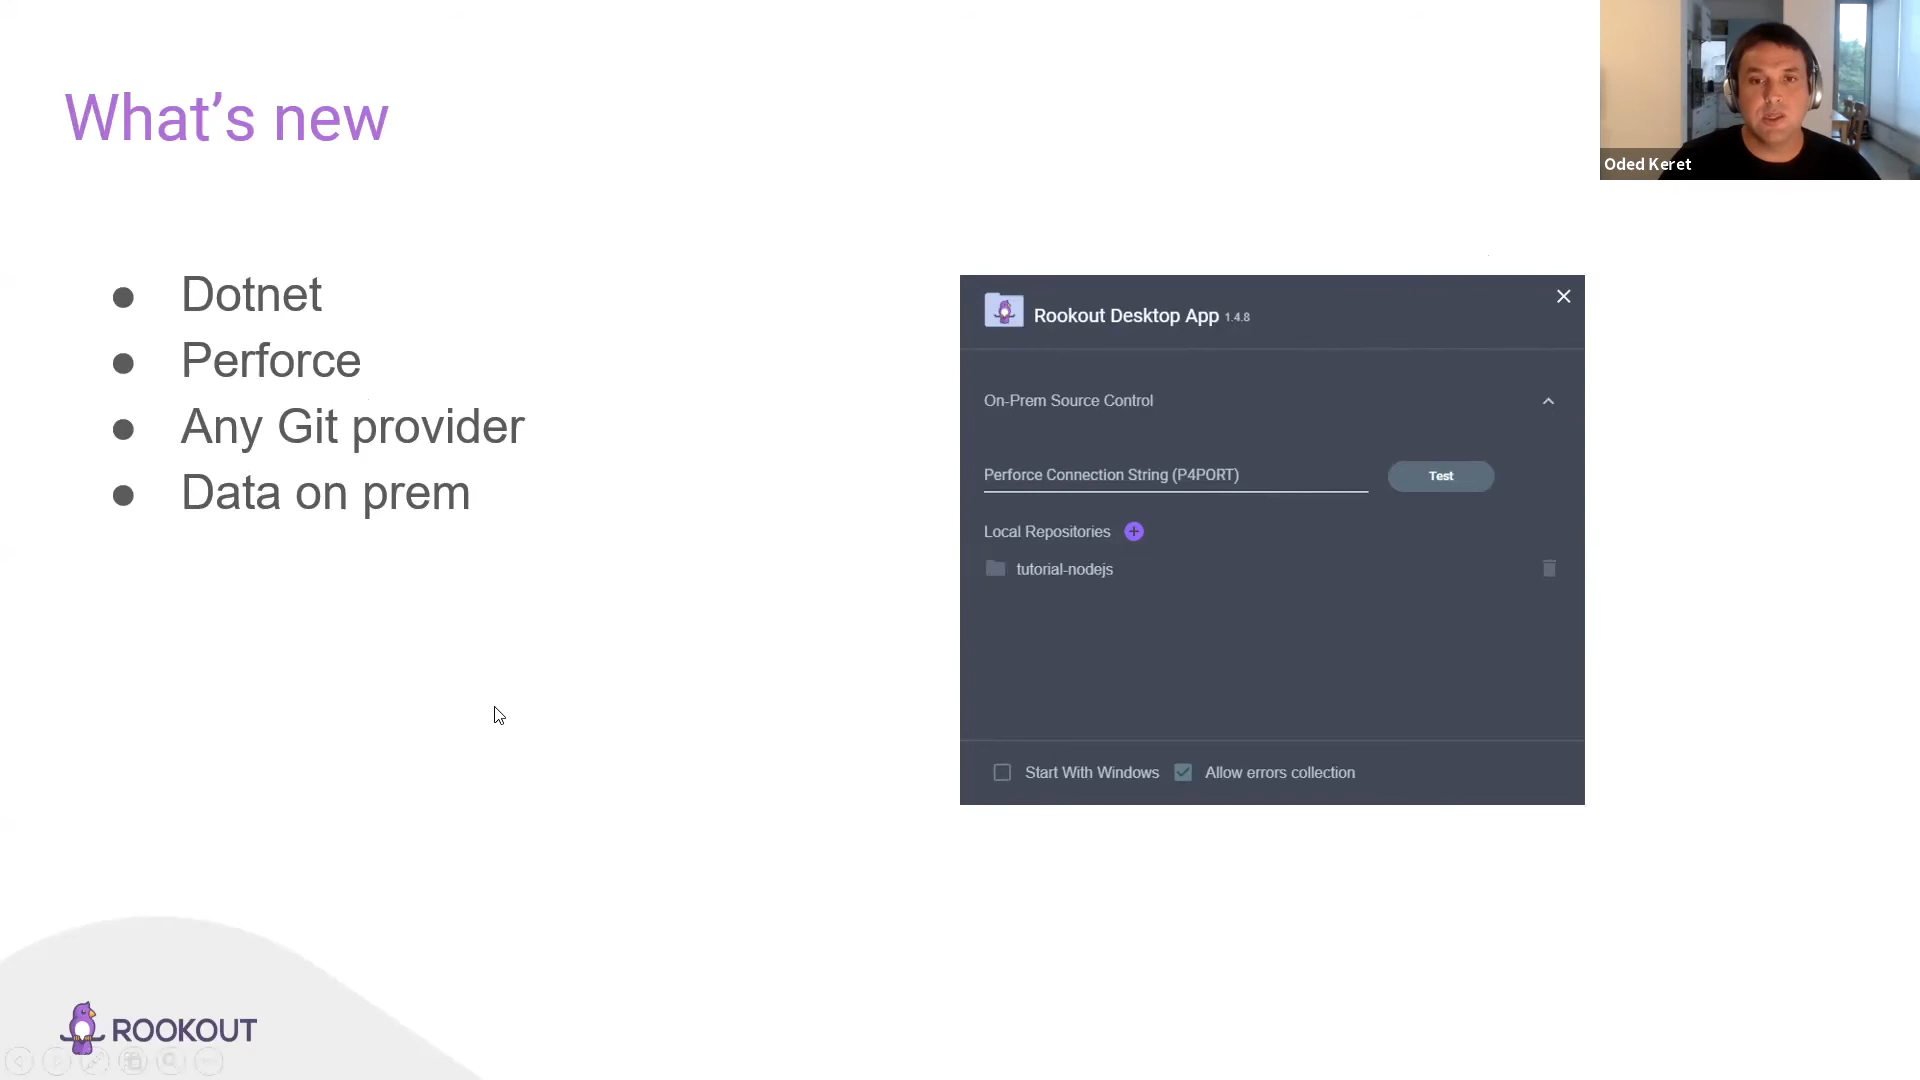 What's new
Oded Keret
● Dotnet
● Perforce
● Any Git provider
● Data on prem
Rookout Desktop App 1.4.8
On-Prem Source Control
Perforce Connection String (P4PORT)
Test
Local Repositories
tutorial-nodejs
Start With Windows
Allow errors collection
ROOKOUT